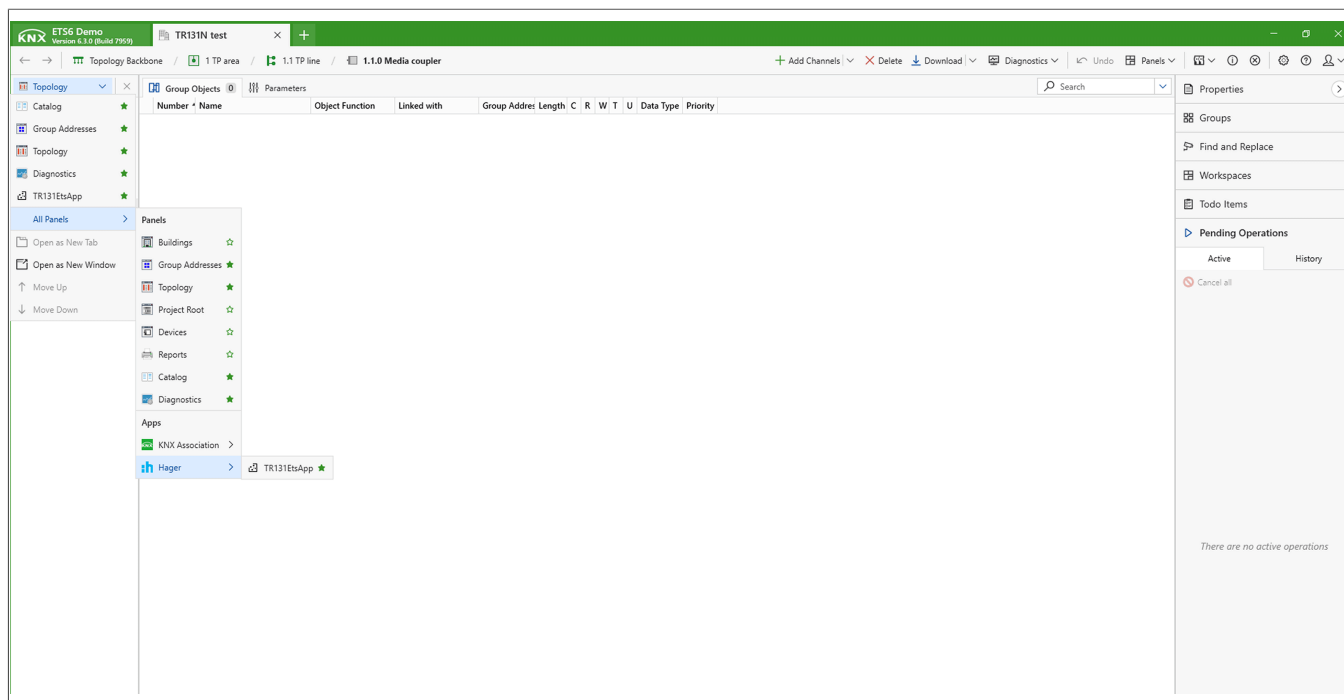 KNX ETS6 Demo
Version 6.3.0 (Build 7959)
TR131N test
Topology Backbone / 1 TP area / 1.1 TP line / 1.1.0 Media coupler
Add Channels Delete Download Diagnostics Undo Panels
Topology
Group Objects 0 Parameters
Search
Properties
Number Name Object Function Linked with Group Addres Length C R W T U Data Type Priority
Catalog
Group Addresses
Topology
Diagnostics
TR131EtsApp
All Panels
Open as New Tab
Open as New Window
Move Up
Move Down
Panels
Buildings
Group Addresses
Topology
Project Root
Devices
Reports
Catalog
Diagnostics
Apps
KNX KNX Association
Hager
TR131EtsApp
Groups
Find and Replace
Workspaces
Todo Items
Pending Operations
Active History
Cancel all
There are no active operations